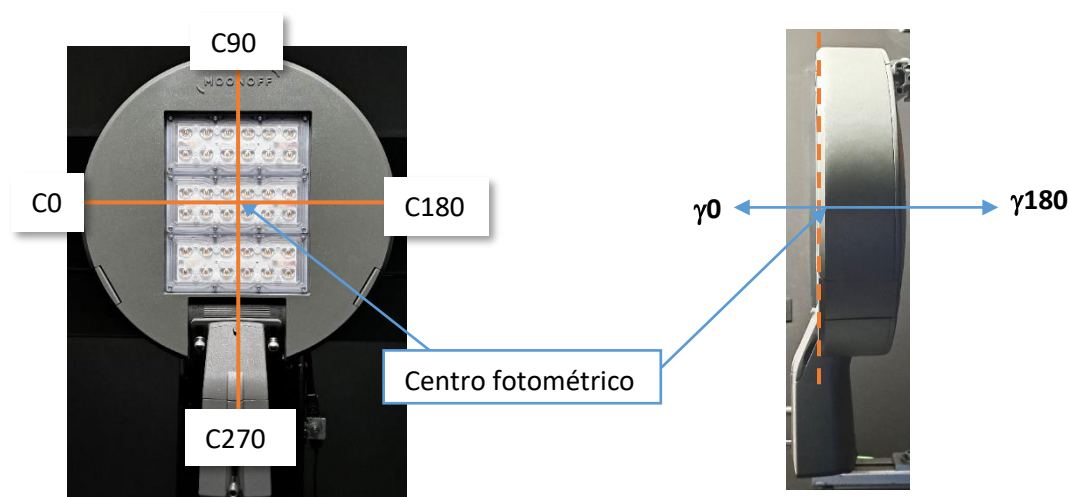 C90
MOONOFF
C0
C180
γ0
γ180
Centro fotométrico
C270